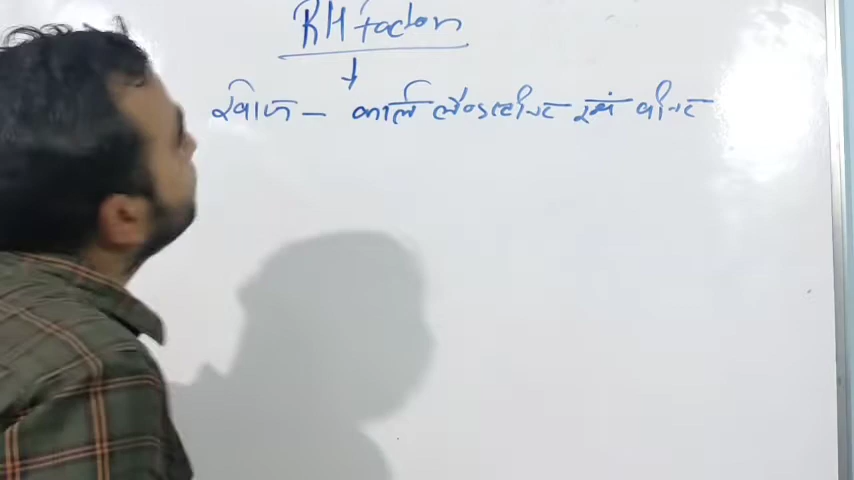 RH factor
खोज – कार्ल लैण्डस्टीनर एवं वीनर